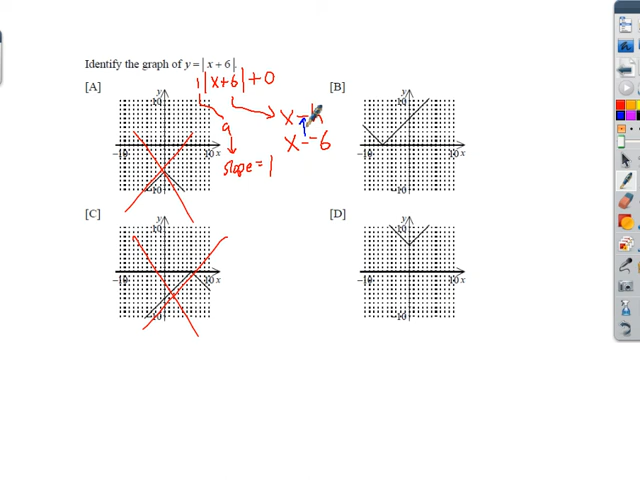 Identify the graph of y = | x + 6 |.
1|x+6| + 0
[A]
y
10
-10
10 x
-10
a
slope = 1
x - h
x - -6
[B]
y
10
-10
10 x
-10
[C]
y
10
-10
10 x
-10
[D]
y
10
-10
10 x
-10